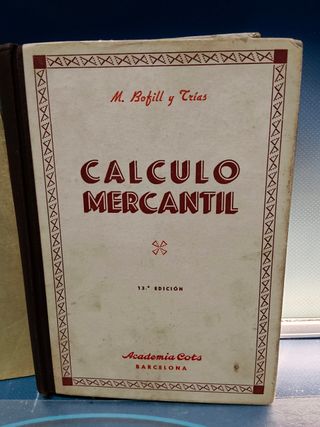 M. Bofill y Trías
CALCULO
MERCANTIL
13.ª EDICIÓN
Academia Cots
BARCELONA